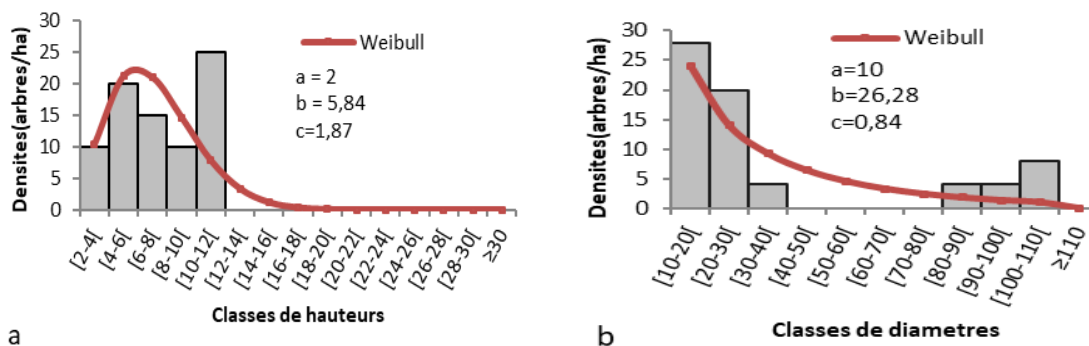 Densites(arbres/ha)
30
25
20
15
10
5
0
Weibull
a = 2
b = 5,84
c=1,87
[2-4[
[4-6[
[6-8[
[8-10[
[10-12[
[12-14[
[14-16[
[16-18[
[18-20[
[20-22[
[22-24[
[24-26[
[26-28[
[28-30[
≥30
Classes de hauteurs
a
Densites(arbres/ha)
30
25
20
15
10
5
0
Weibull
a=10
b=26,28
c=0,84
[10-20[
[20-30[
[30-40[
[40-50[
[50-60[
[60-70[
[70-80[
[80-90[
[90-100[
[100-110[
≥110
Classes de diametres
b